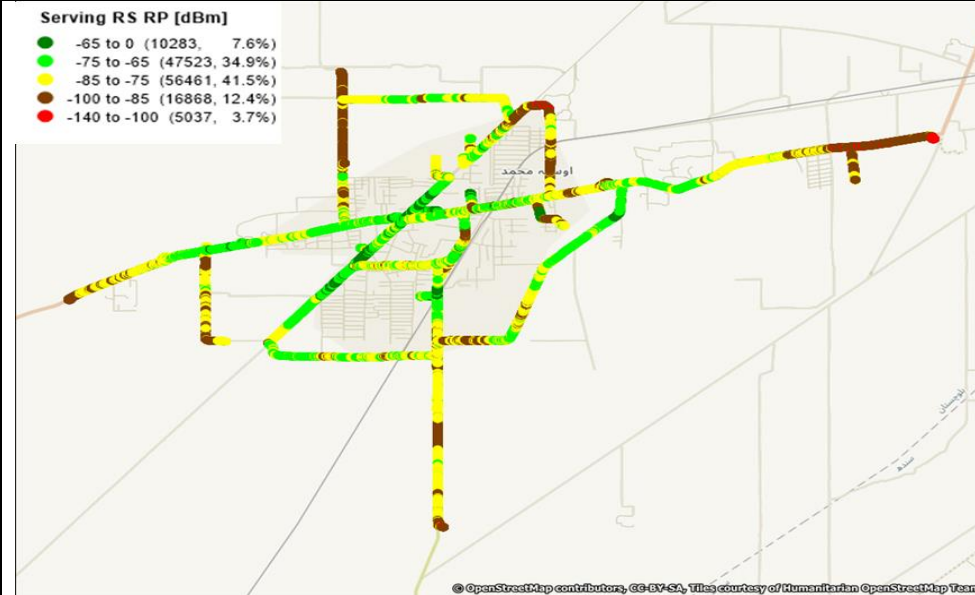 Serving RS RP [dBm]
-65 to 0 (10283, 7.6%)
-75 to -65 (47523, 34.9%)
-85 to -75 (56461, 41.5%)
-100 to -85 (16868, 12.4%)
-140 to -100 (5037, 3.7%)
محمد
بلوچستان
سندھ
© OpenStreetMap contributors, CC-BY-SA, Tiles courtesy of Humanitarian OpenStreetMap Team